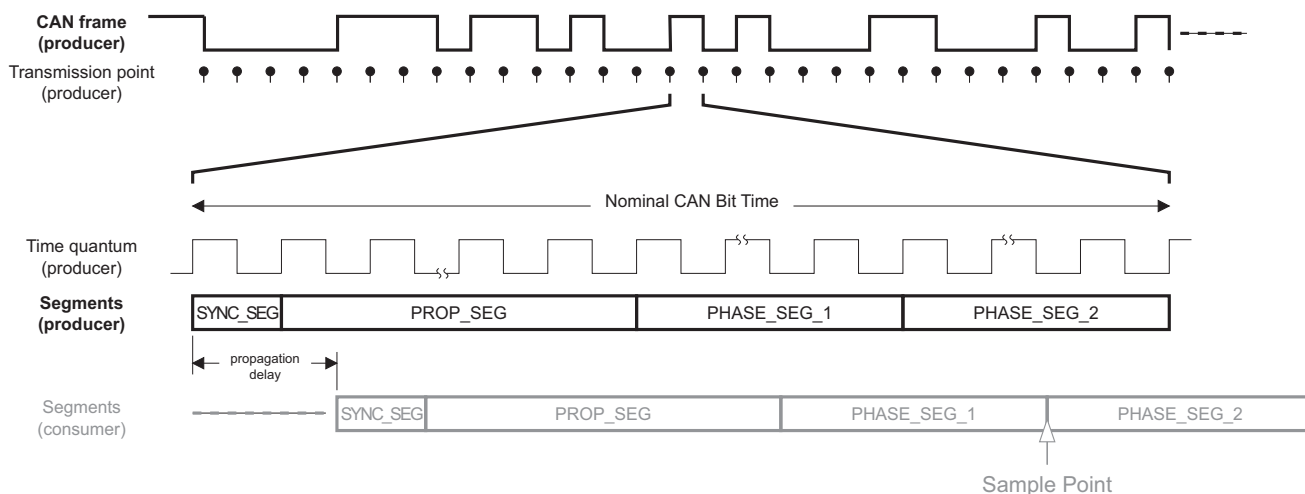 CAN frame
(producer)
Transmission point
(producer)
Nominal CAN Bit Time
Time quantum
(producer)
Segments
(producer)
SYNC_SEG PROP_SEG PHASE_SEG_1 PHASE_SEG_2
propagation
delay
Segments
(consumer)
SYNC_SEG PROP_SEG PHASE_SEG_1 PHASE_SEG_2
Sample Point